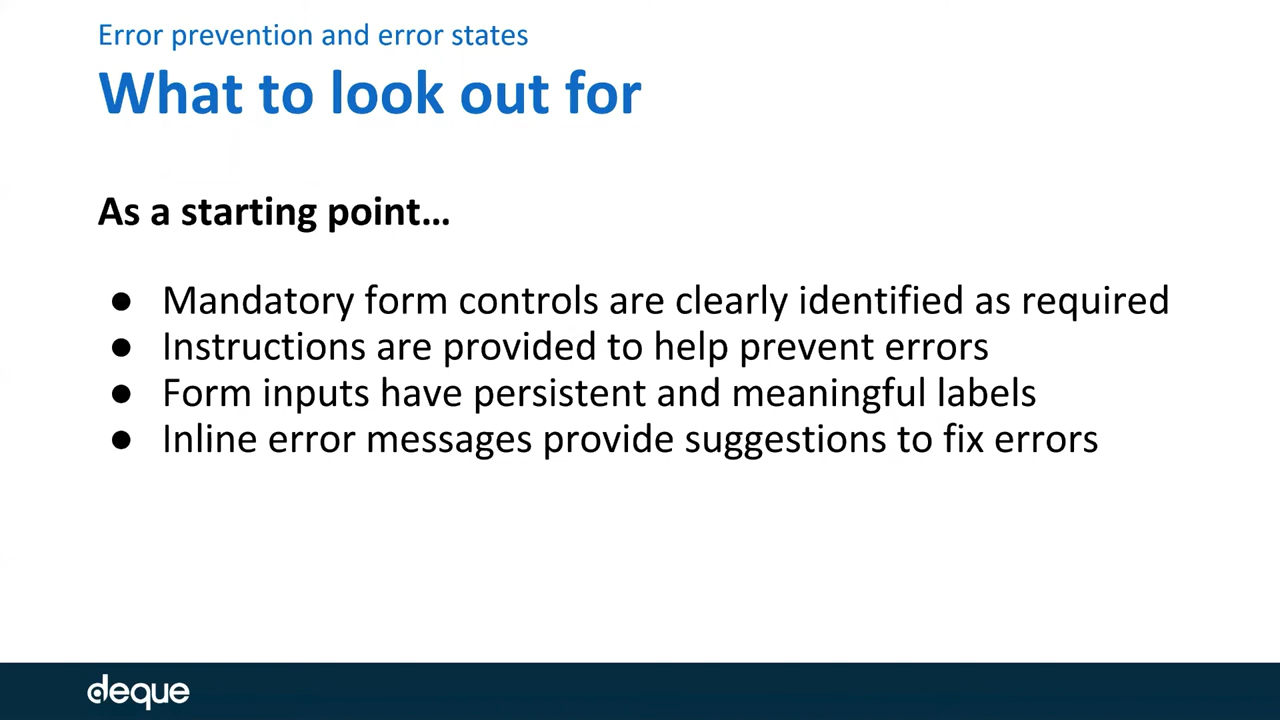 Error prevention and error states
What to look out for
As a starting point…
● Mandatory form controls are clearly identified as required
● Instructions are provided to help prevent errors
● Form inputs have persistent and meaningful labels
● Inline error messages provide suggestions to fix errors
deque